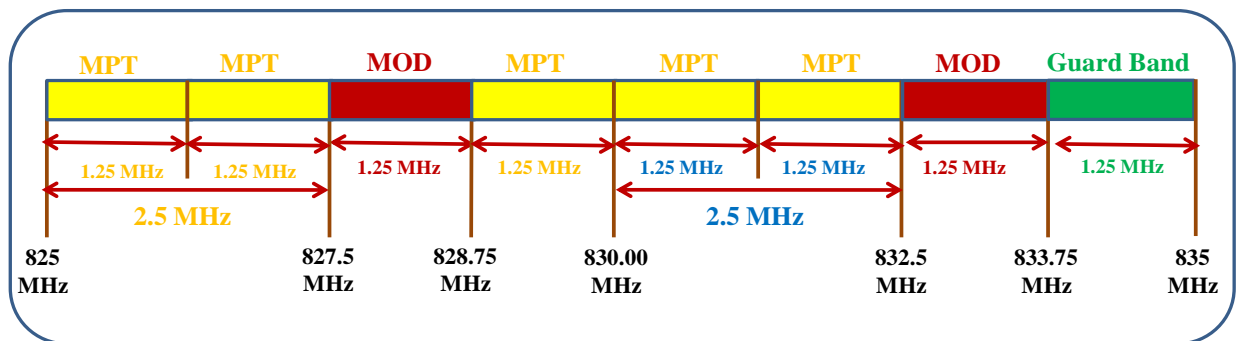 MPT MPT MOD MPT MPT MPT MOD Guard Band
1.25 MHz 1.25 MHz 1.25 MHz 1.25 MHz 1.25 MHz 1.25 MHz 1.25 MHz 1.25 MHz
2.5 MHz 2.5 MHz
825 827.5 828.75 830.00 832.5 833.75 835
MHz MHz MHz MHz MHz MHz MHz